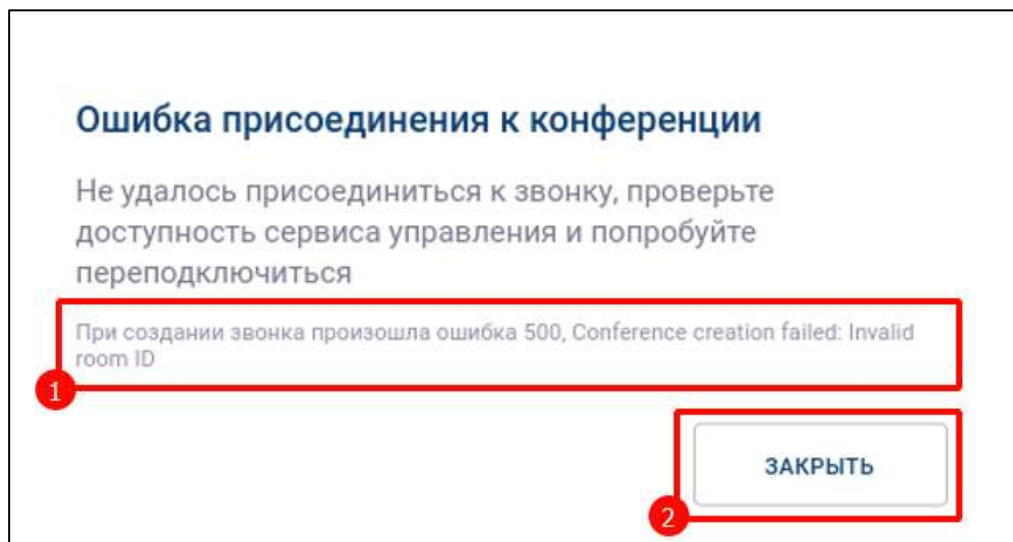 Ошибка присоединения к конференции
Не удалось присоединиться к звонку, проверьте
доступность сервиса управления и попробуйте
переподключиться
При создании звонка произошла ошибка 500, Conference creation failed: Invalid
room ID
1
ЗАКРЫТЬ
2